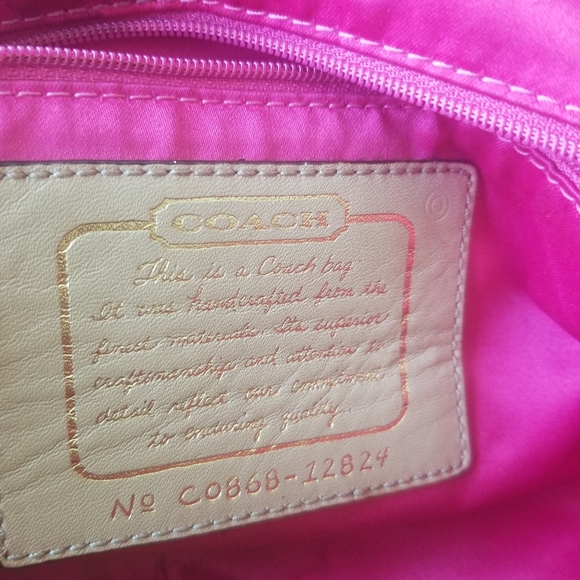 COACH
This is a Coach bag
It was handcrafted from the
finest materials. Its superior
craftsmanship and attention to
detail reflect our commitment
to enduring quality.
Nº C0868-12824